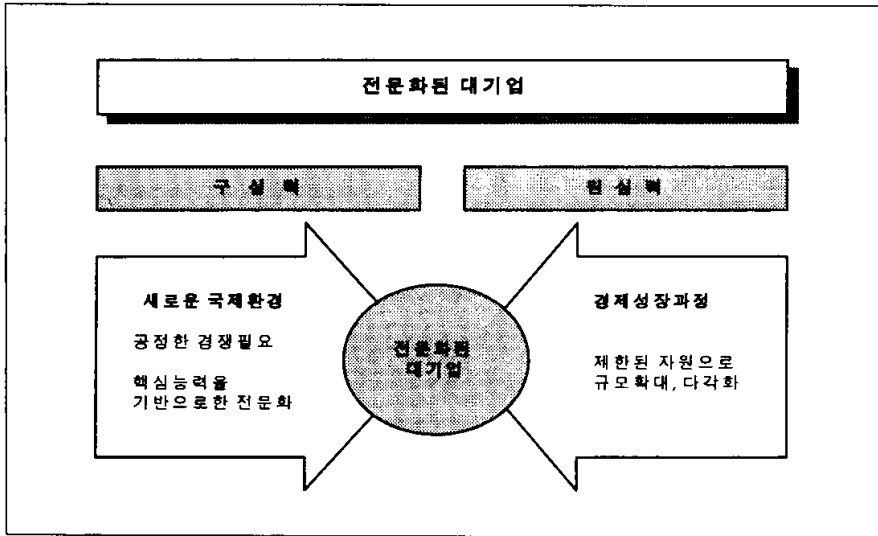 전문화된 대기업
구 심 력
원 심 력
새로운 국제환경
공정한 경쟁필요
핵심능력을
기반으로한 전문화
전문화된
대기업
경제성장과정
제한된 자원으로
규모확대, 다각화